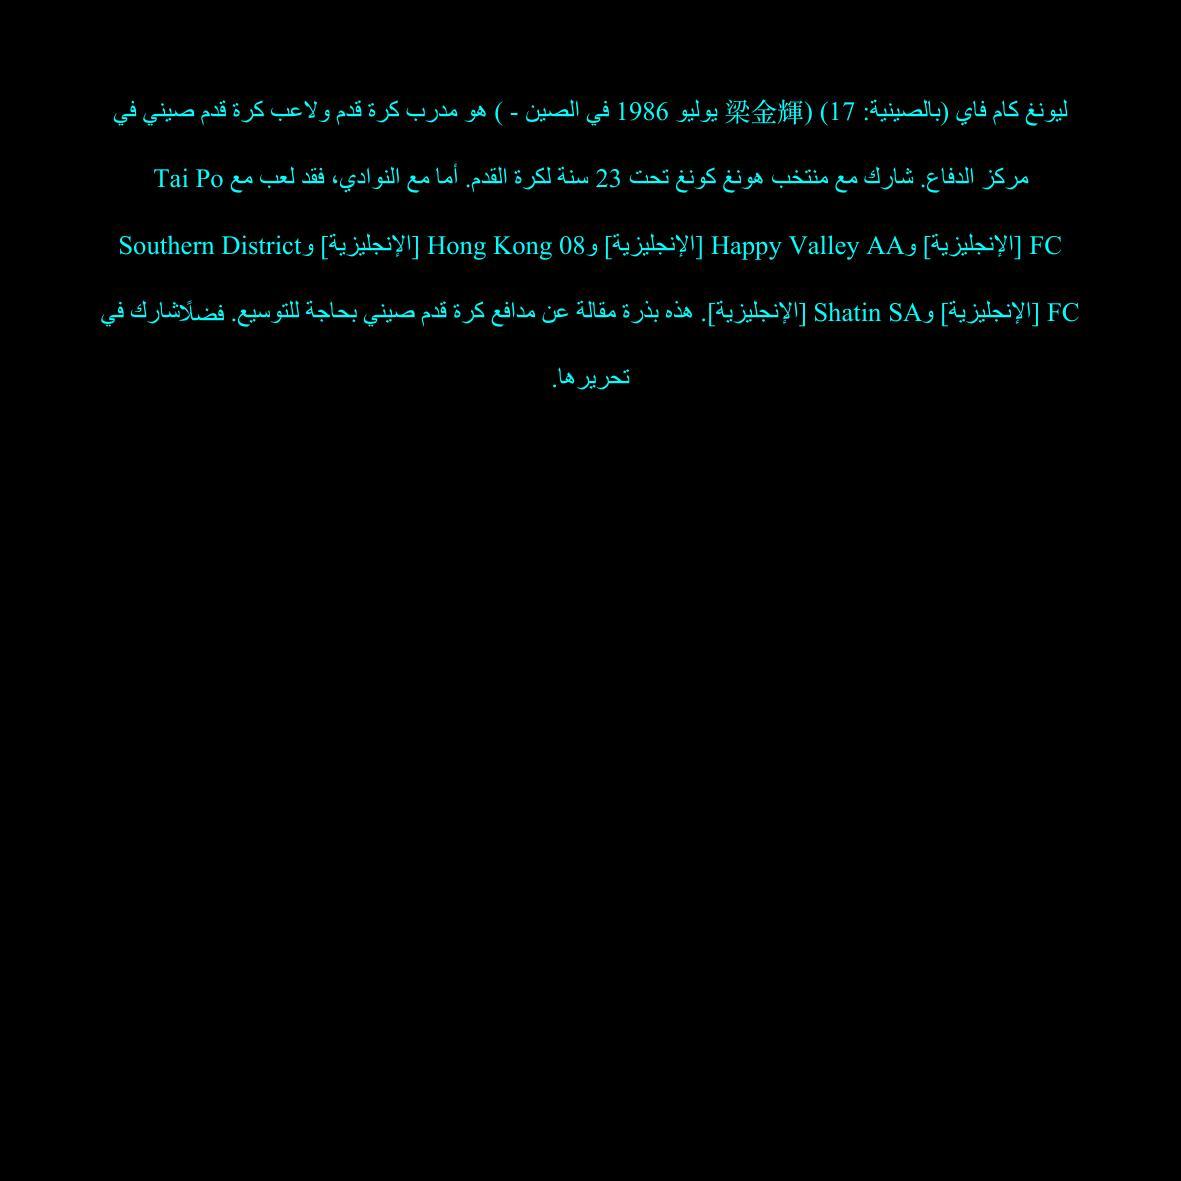 ليونغ كام فاي (بالصينية: 梁金輝) (17 يوليو 1986 في الصين - ) هو مدرب كرة قدم ولاعب كرة قدم صيني في
مركز الدفاع. شارك مع منتخب هونغ كونغ تحت 23 سنة لكرة القدم. أما مع النوادي، فقد لعب مع Tai Po
FC [الإنجليزية] وHappy Valley AA [الإنجليزية] وHong Kong 08 [الإنجليزية] وSouthern District
FC [الإنجليزية] وShatin SA [الإنجليزية]. هذه بذرة مقالة عن مدافع كرة قدم صيني بحاجة للتوسيع. فضلًاشارك في
تحريرها.